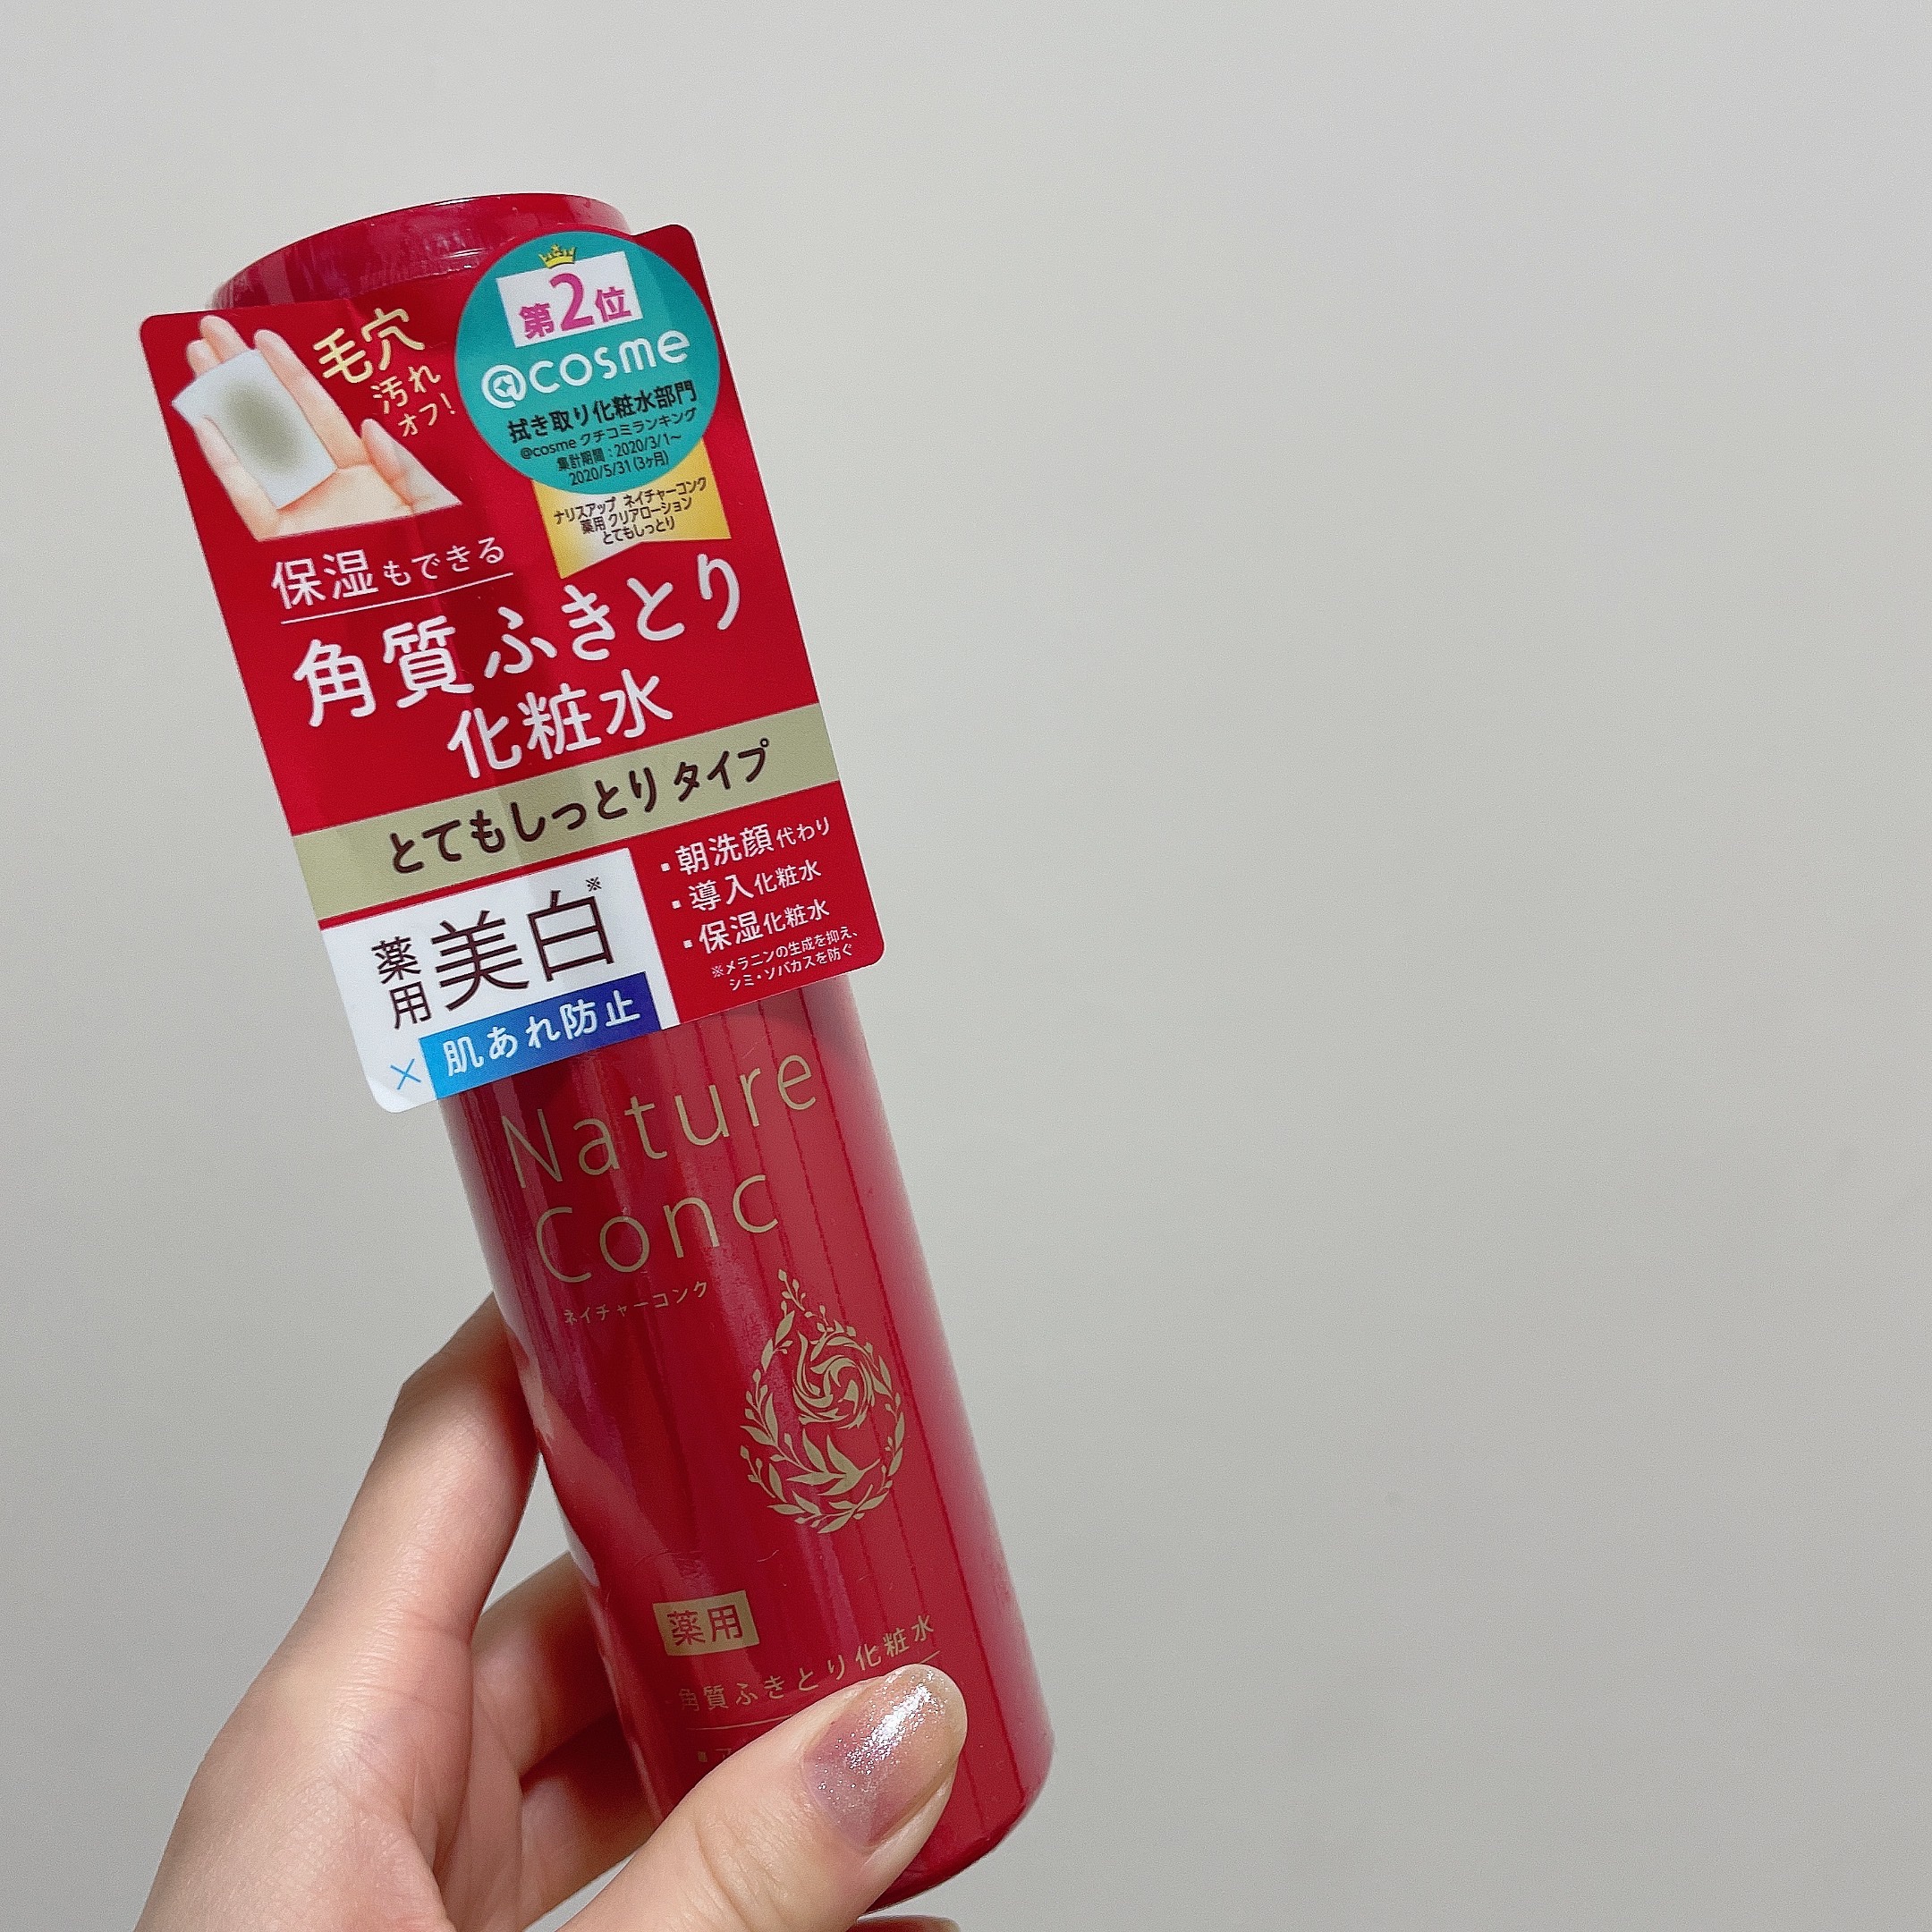 毛穴
汚れ
オフ!
第2位
@cosme
拭き取り化粧水部門
@cosme クチコミランキング
集計期間:2020/3/1~
2020/5/31(3ヶ月)
ナリスアップ ネイチャーコンク
薬用 クリアローション
とてもしっとり
保湿もできる
角質ふきとり
化粧水
とてもしっとりタイプ
薬用 美白※
×肌あれ防止
・朝洗顔代わり
・導入化粧水
・保湿化粧水
※メラニンの生成を抑え、
シミ・ソバカスを防ぐ
Nature
Conc
ネイチャーコンク
薬用
角質ふきとり化粧水